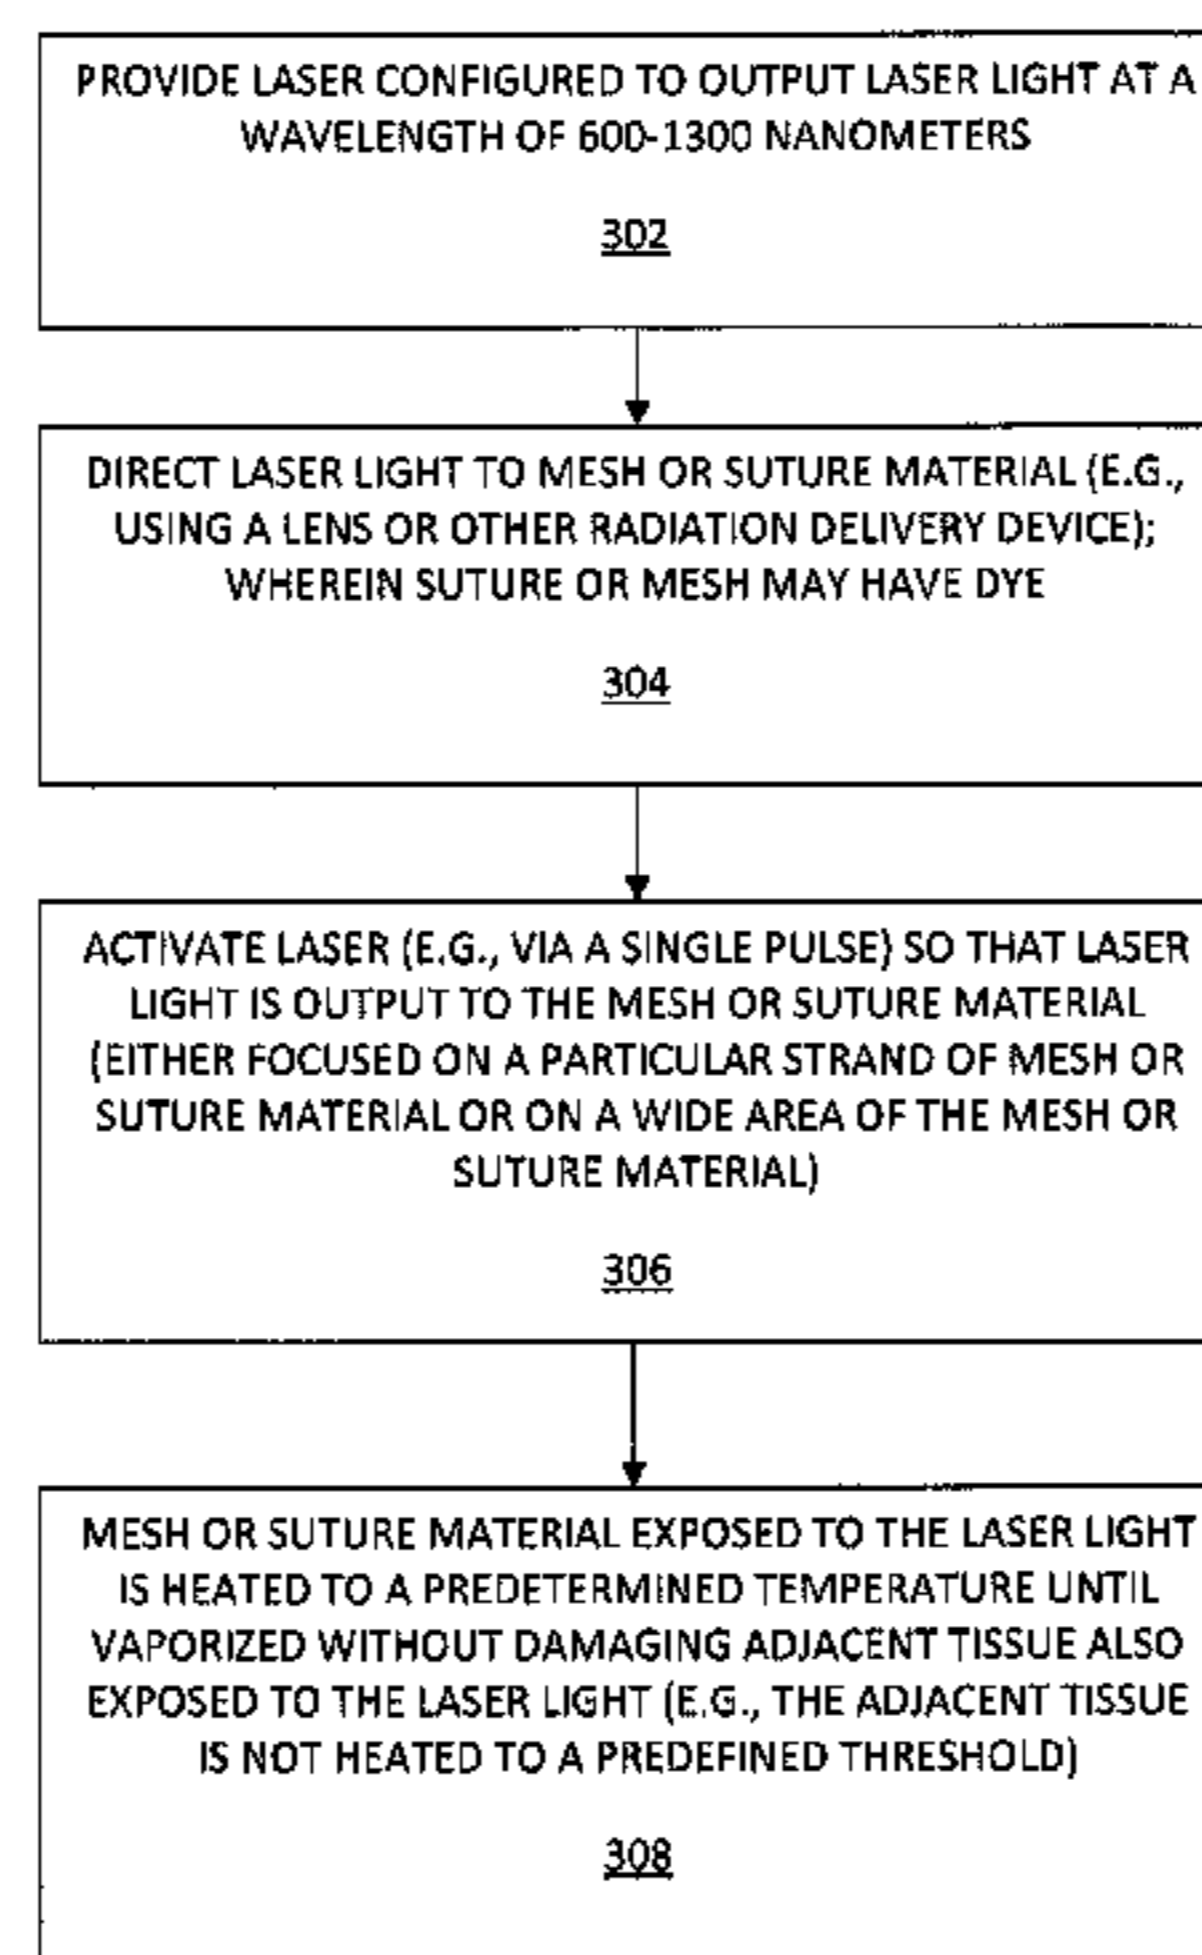 PROVIDE LASER CONFIGURED TO OUTPUT LASER LIGHT AT A
WAVELENGTH OF 600-1300 NANOMETERS
302
DIRECT LASER LIGHT TO MESH OR SUTURE MATERIAL (E.G.,
USING A LENS OR OTHER RADIATION DELIVERY DEVICE);
WHEREIN SUTURE OR MESH MAY HAVE DYE
304
ACTIVATE LASER (E.G., VIA A SINGLE PULSE) SO THAT LASER
LIGHT IS OUTPUT TO THE MESH OR SUTURE MATERIAL
(EITHER FOCUSED ON A PARTICULAR STRAND OF MESH OR
SUTURE MATERIAL OR ON A WIDE AREA OF THE MESH OR
SUTURE MATERIAL)
306
MESH OR SUTURE MATERIAL EXPOSED TO THE LASER LIGHT
IS HEATED TO A PREDETERMINED TEMPERATURE UNTIL
VAPORIZED WITHOUT DAMAGING ADJACENT TISSUE ALSO
EXPOSED TO THE LASER LIGHT (E.G., THE ADJACENT TISSUE
IS NOT HEATED TO A PREDEFINED THRESHOLD)
308